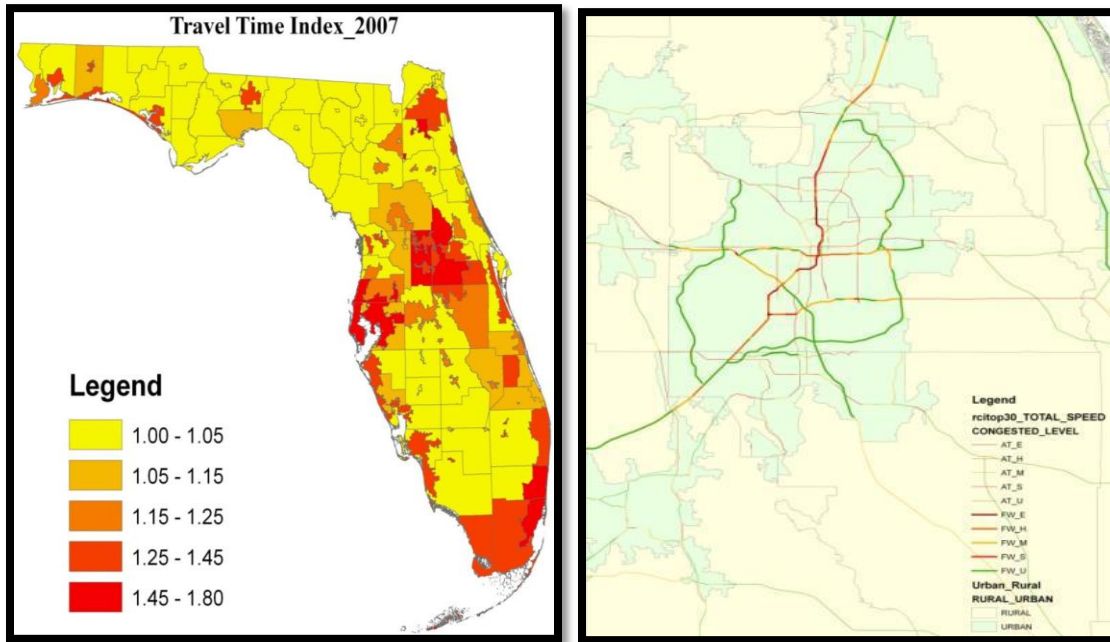 Travel Time Index_2007
Legend
1.00 - 1.05
1.05 - 1.15
1.15 - 1.25
1.25 - 1.45
1.45 - 1.80
Legend
rcitop30_TOTAL_SPEED
CONGESTED_LEVEL
AT_E
AT_H
AT_M
AT_S
AT_U
FW_E
FW_H
FW_M
FW_S
FW_U
Urban_Rural
RURAL_URBAN
RURAL
URBAN